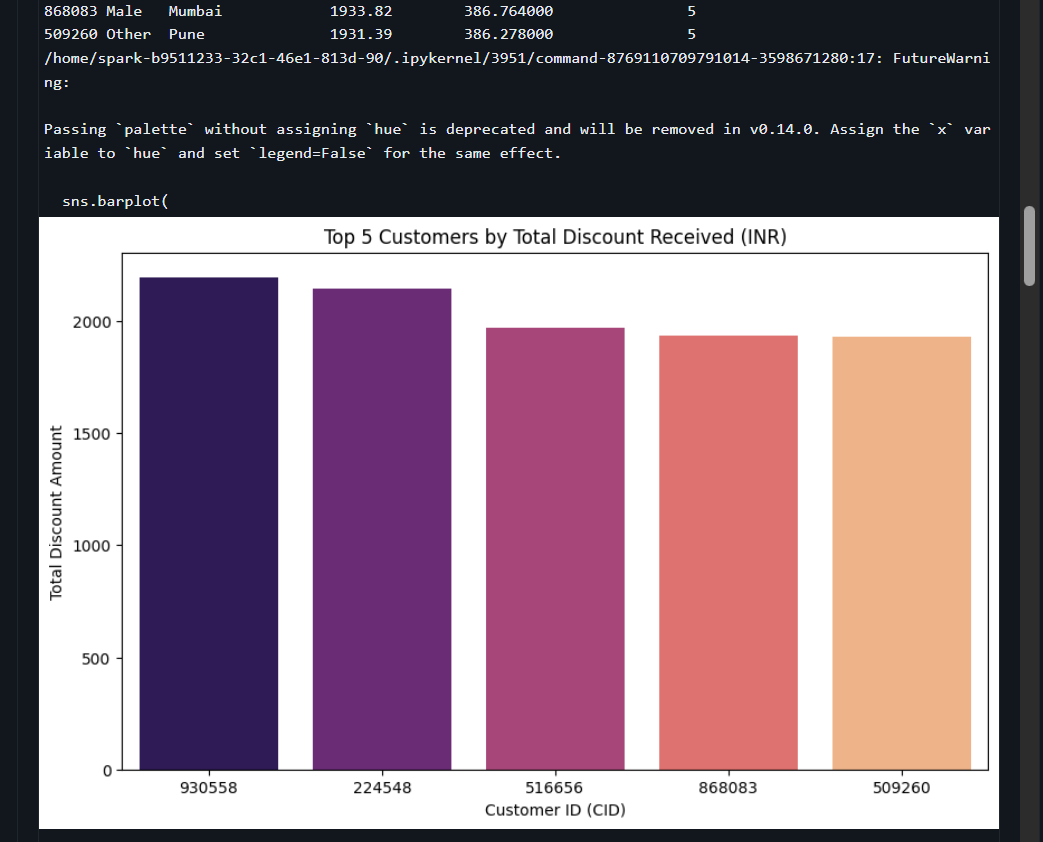 868083 Male   Mumbai            1933.82        386.764000               5
509260 Other  Pune              1931.39        386.278000               5
/home/spark-b9511233-32c1-46e1-813d-90/.ipykernel/3951/command-8769110709791014-3598671280:17: FutureWarni
ng:
Passing `palette` without assigning `hue` is deprecated and will be removed in v0.14.0. Assign the `x` var
iable to `hue` and set `legend=False` for the same effect.
sns.barplot(
Top 5 Customers by Total Discount Received (INR)
Total Discount Amount
2000
1500
1000
500
0
930558 224548 516656 868083 509260
Customer ID (CID)